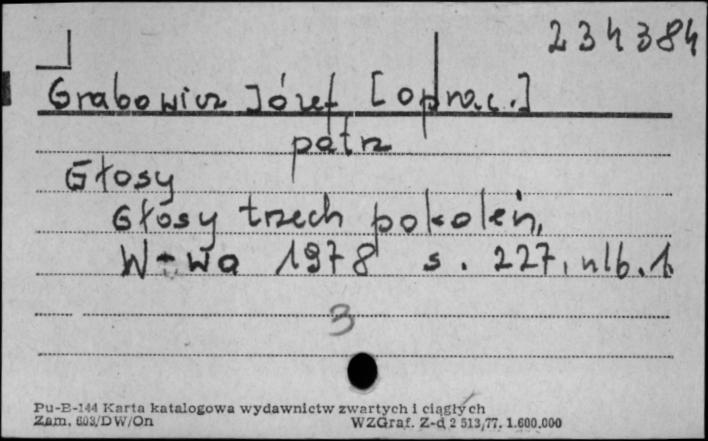 234384
Grabowicz Józef [oprac.]
patrz
Głosy
Głosy trzech pokoleń,
W-wa 1978 s. 227, nlb. 1.
3
Pu-B-144 Karta katalogowa wydawnictw zwartych i ciągłych
Zam. 603/DW/On WZGraf. Z-d 2 513/77. 1.600.000